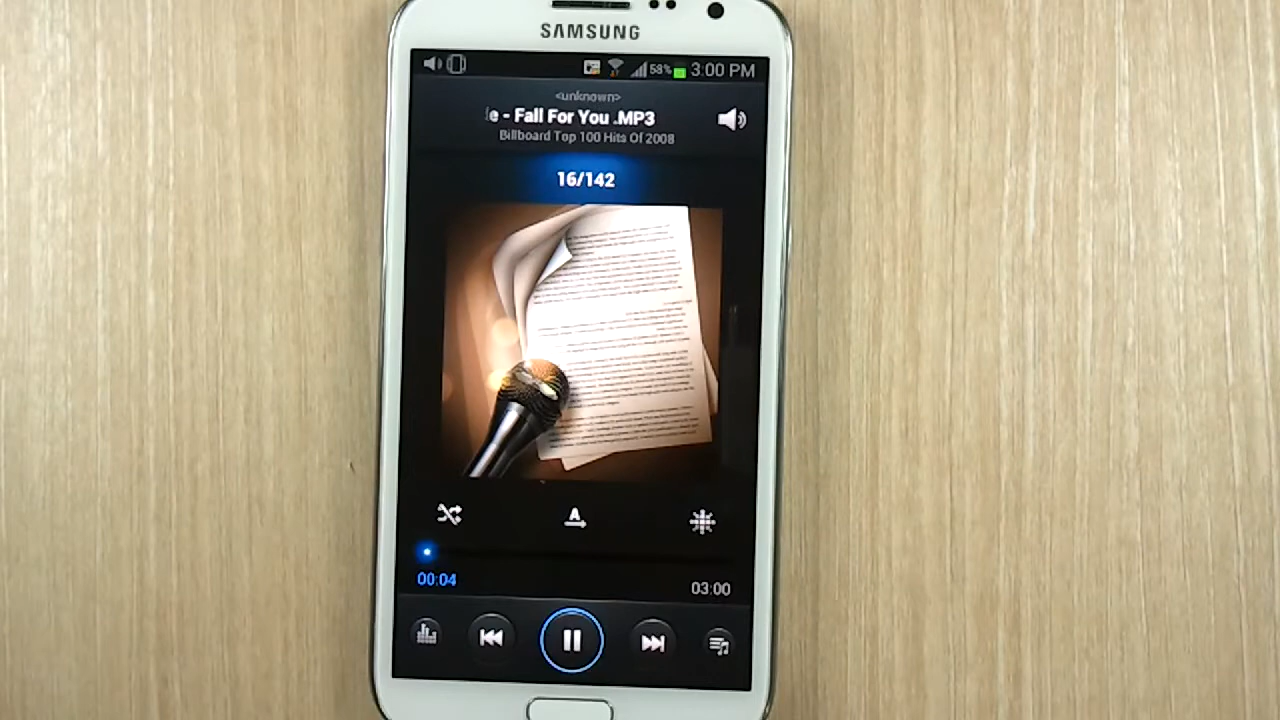 SAMSUNG
58% 3:00 PM
<unknown>
e - Fall For You .MP3
Billboard Top 100 Hits Of 2008
16/142
A
00:04
03:00